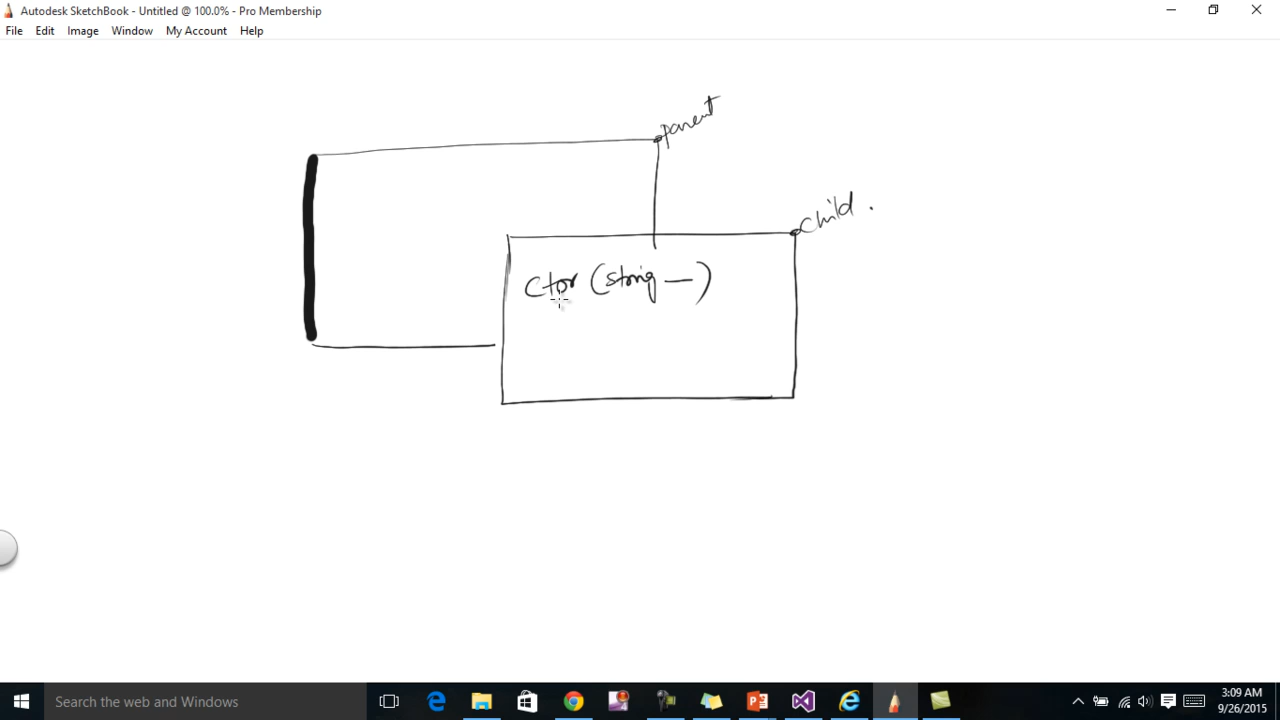 Autodesk SketchBook - Untitled @ 100.0% - Pro Membership
File Edit Image Window My Account Help
parent
child .
Ctor (string —)
Search the web and Windows
3:09 AM
9/26/2015